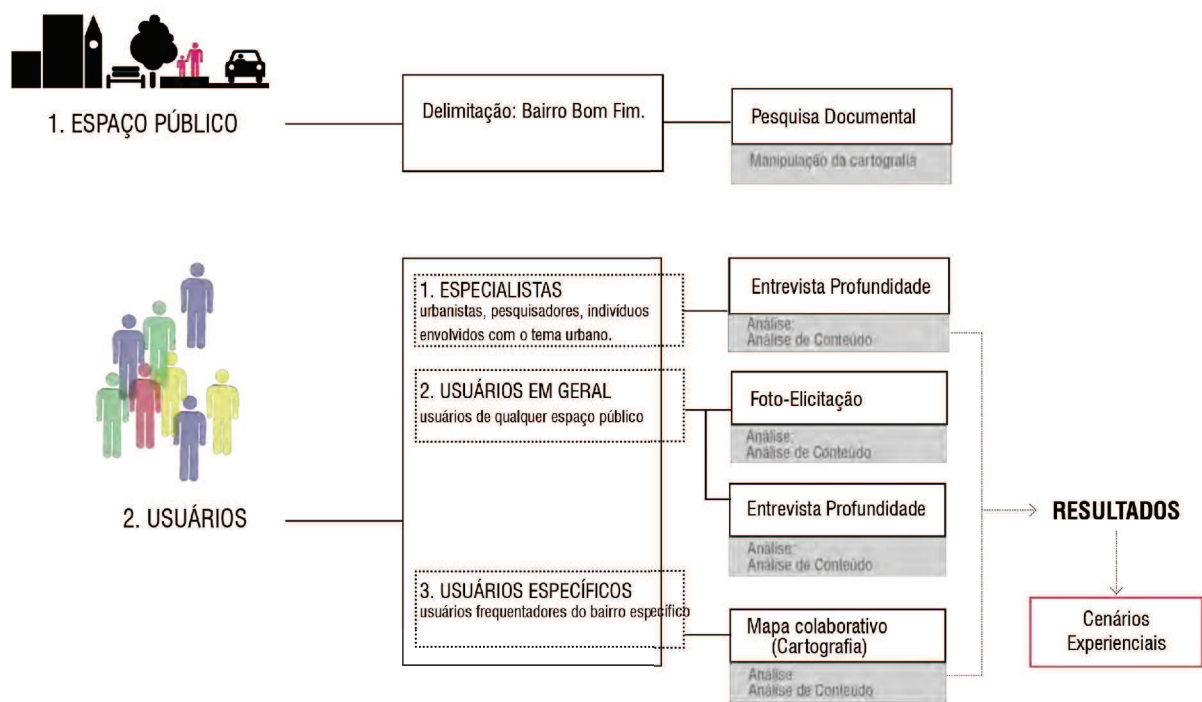 1. ESPAÇO PÚBLICO
Delimitação: Bairro Bom Fim.
Pesquisa Documental
Manipulação da cartografia
2. USUÁRIOS
1. ESPECIALISTAS
urbanistas, pesquisadores, indivíduos
envolvidos com o tema urbano.
Entrevista Profundidade
Análise:
Análise de Conteúdo
2. USUÁRIOS EM GERAL
usuários de qualquer espaço público
Foto-Elicitação
Análise:
Análise de Conteúdo
Entrevista Profundidade
Análise:
Análise de Conteúdo
3. USUÁRIOS ESPECÍFICOS
usuários frequentadores do bairro específico
Mapa colaborativo
(Cartografia)
Análise
Análise de Conteúdo
RESULTADOS
Cenários
Experienciais